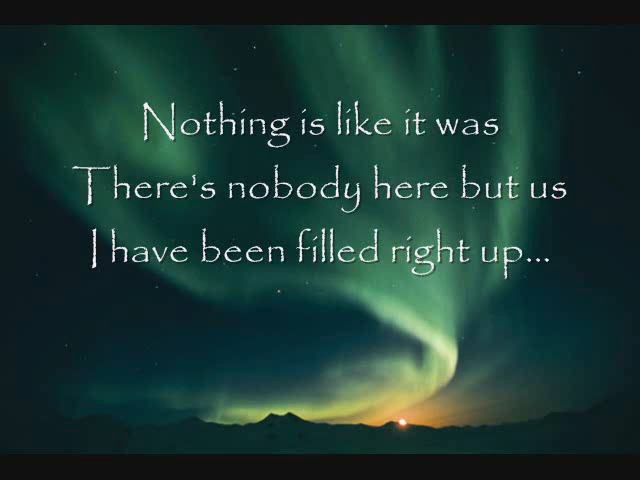 Nothing is like it was
There's nobody here but us
I have been filled right up...